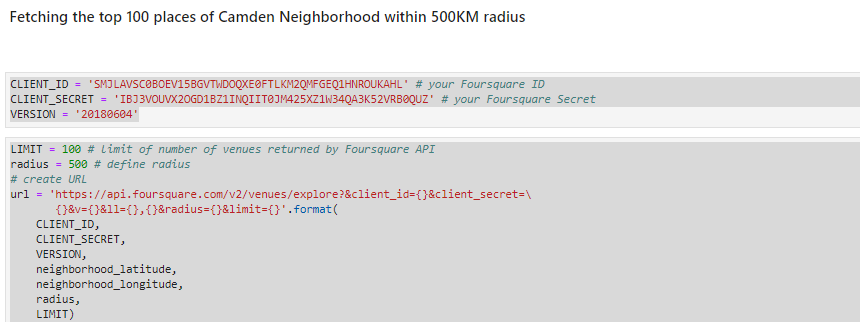 Fetching the top 100 places of Camden Neighborhood within 500KM radius
CLIENT_ID = 'SMJLAVSC0BOEV15BGVTWDOQXE0FTLKM2QMFGEQ1HNROUKAHL' # your Foursquare ID
CLIENT_SECRET = 'IBJ3VOUVX2OGD1BZ1INQIIT0JM425XZ1W34QA3K52VRB0QUZ' # your Foursquare Secret
VERSION = '20180604'
LIMIT = 100 # limit of number of venues returned by Foursquare API
radius = 500 # define radius
# create URL
url = 'https://api.foursquare.com/v2/venues/explore?&client_id={}&client_secret=\
{}&v={}&ll={},{}&radius={}&limit={}'.format(
CLIENT_ID,
CLIENT_SECRET,
VERSION,
neighborhood_latitude,
neighborhood_longitude,
radius,
LIMIT)